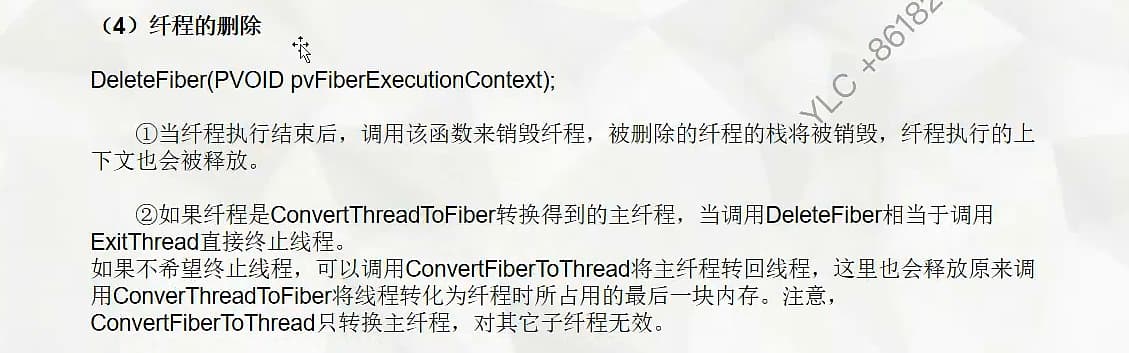 （4）纤程的删除
DeleteFiber(PVOID pvFiberExecutionContext);
①当纤程执行结束后，调用该函数来销毁纤程，被删除的纤程的栈将被销毁，纤程执行的上
下文也会被释放。
②如果纤程是ConvertThreadToFiber转换得到的主纤程，当调用DeleteFiber相当于调用
ExitThread直接终止线程。
如果不希望终止线程，可以调用ConvertFiberToThread将主纤程转回线程，这里也会释放原来调
用ConverThreadToFiber将线程转化为纤程时所占用的最后一块内存。注意，
ConvertFiberToThread只转换主纤程，对其它子纤程无效。
YLC +86182